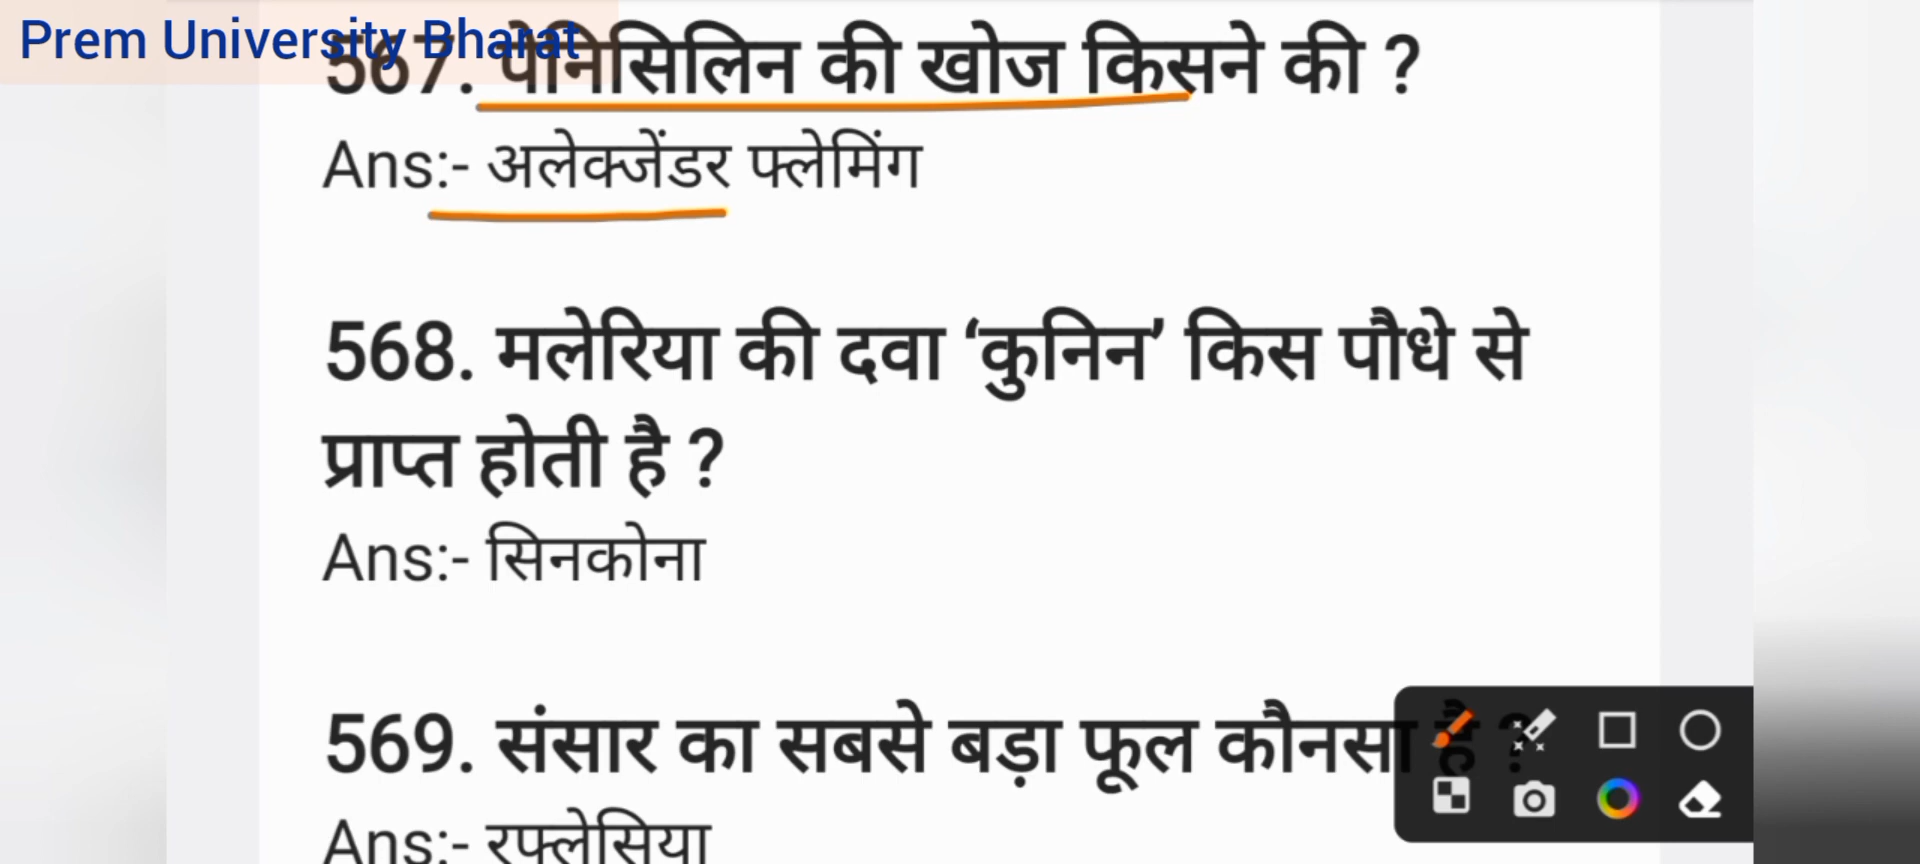 Prem University Bharat
567. पेनिसिलिन की खोज किसने की ?
Ans:- अलेक्जेंडर फ्लेमिंग
568. मलेरिया की दवा ‘कुनिन’ किस पौधे से
प्राप्त होती है ?
Ans:- सिनकोना
569. संसार का सबसे बड़ा फूल कौनसा है ?
Ans:- रफ्लेसिया